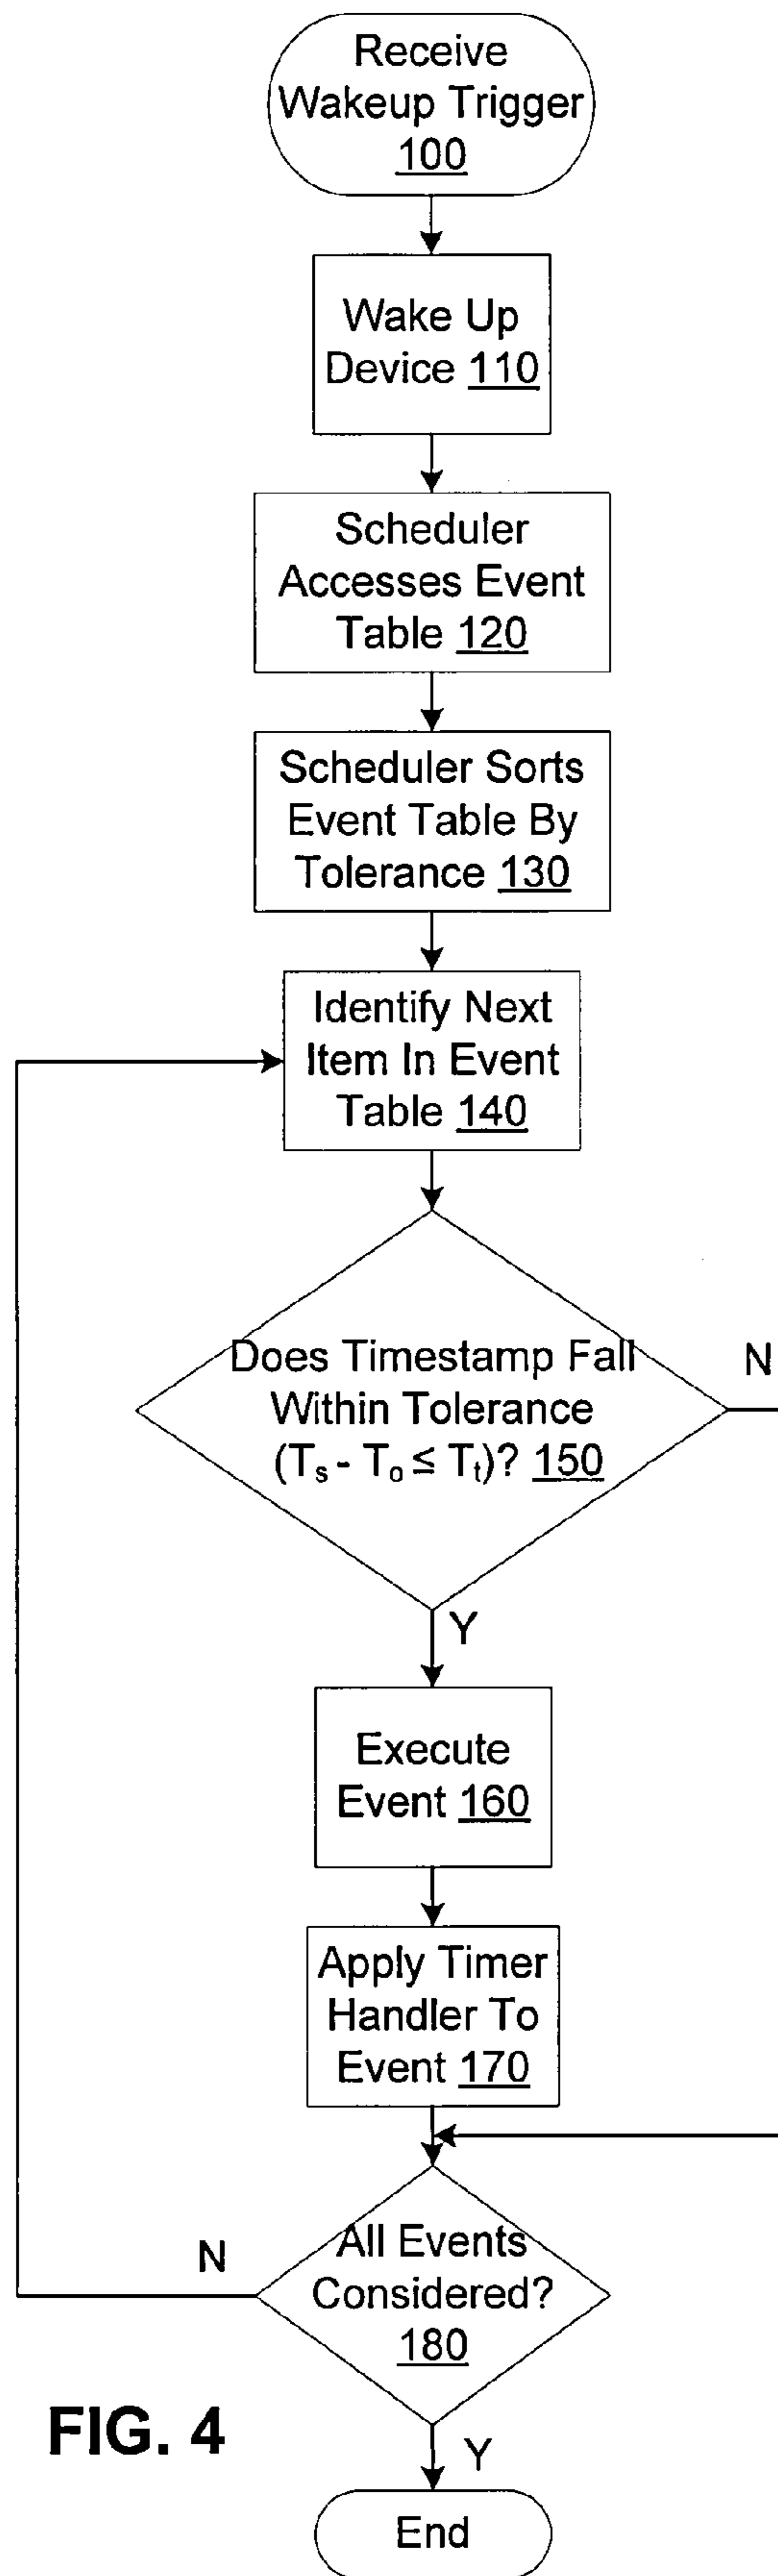 Receive
Wakeup Trigger
100
Wake Up
Device 110
Scheduler
Accesses Event
Table 120
Scheduler Sorts
Event Table By
Tolerance 130
Identify Next
Item In Event
Table 140
Does Timestamp Fall
Within Tolerance
(Ts - To ≤ Tt)? 150
N
Y
Execute
Event 160
Apply Timer
Handler To
Event 170
All Events
Considered?
180
N
Y
End
FIG. 4